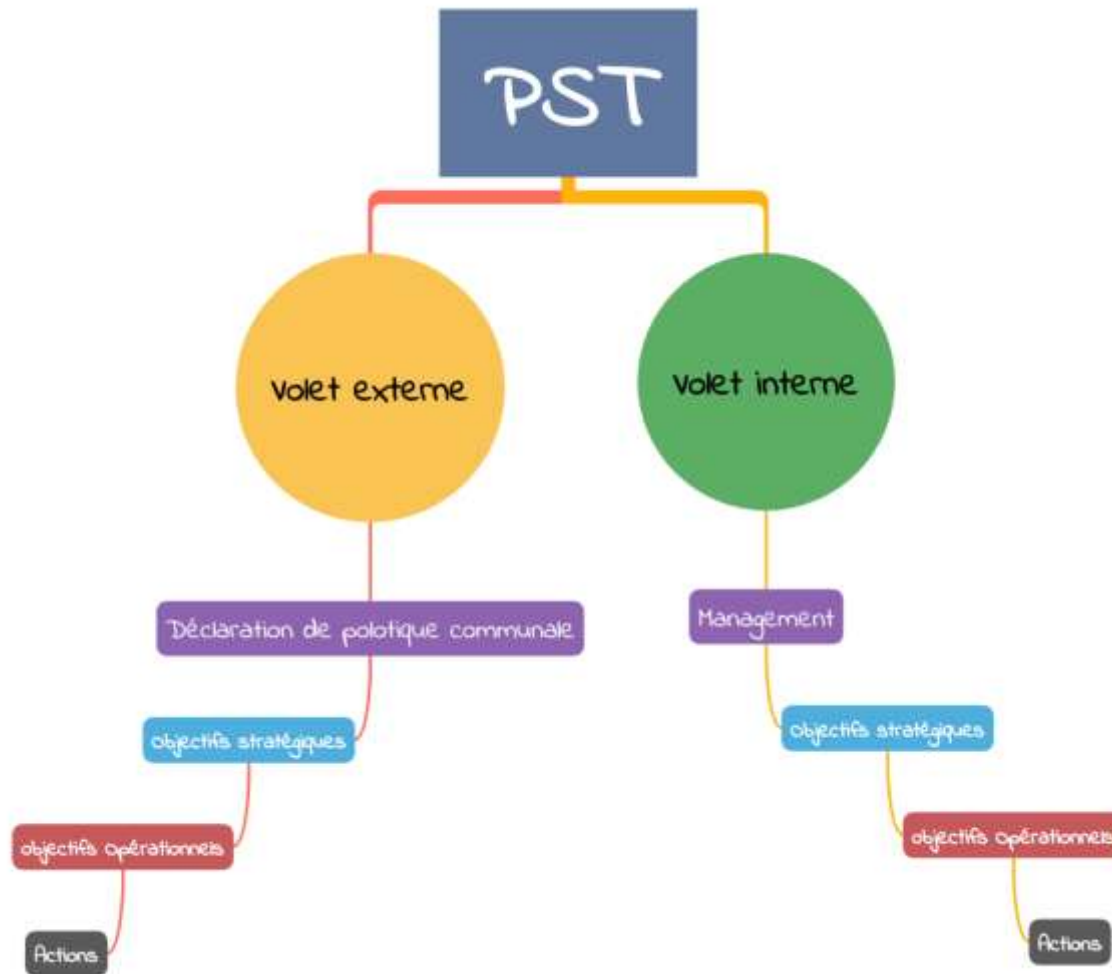 PST
Volet externe
Volet interne
Déclaration de polotique communale
Management
Objectifs stratégiques
Objectifs stratégiques
Objectifs Opérationnels
Objectifs Opérationnels
Actions
Actions